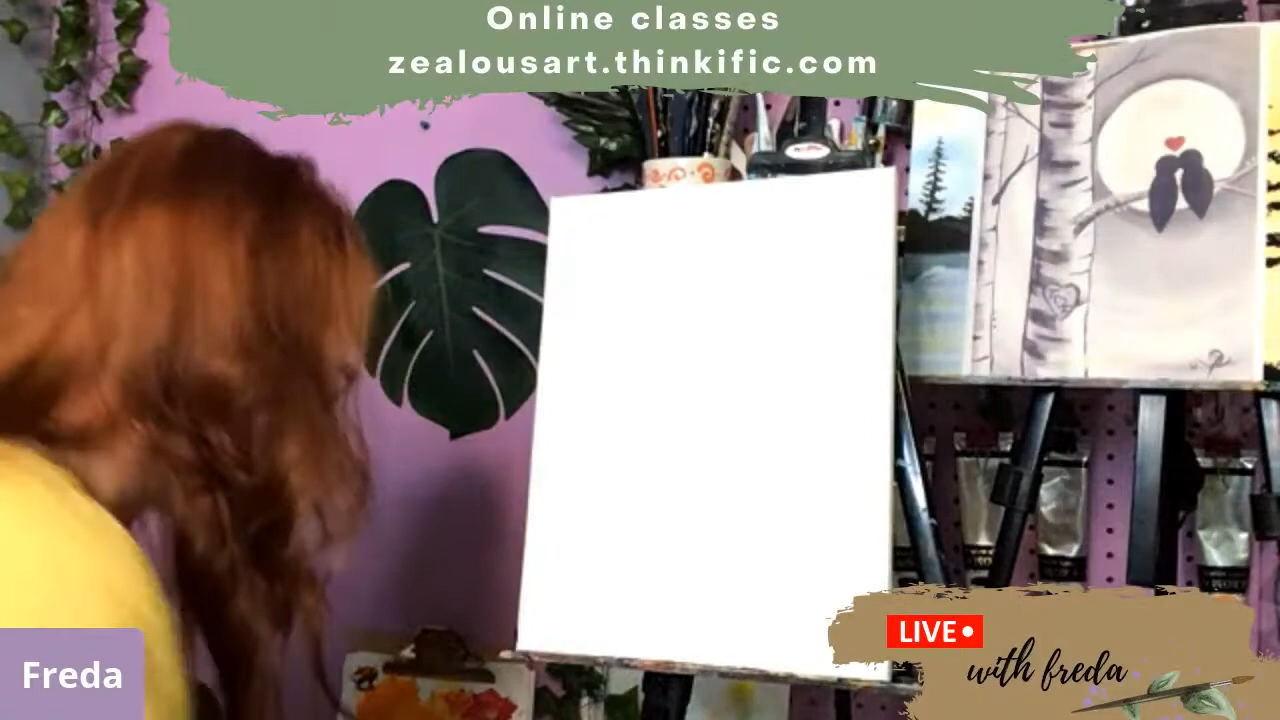 Online classes
zealousart.thinkific.com
LIVE
with freda
Freda